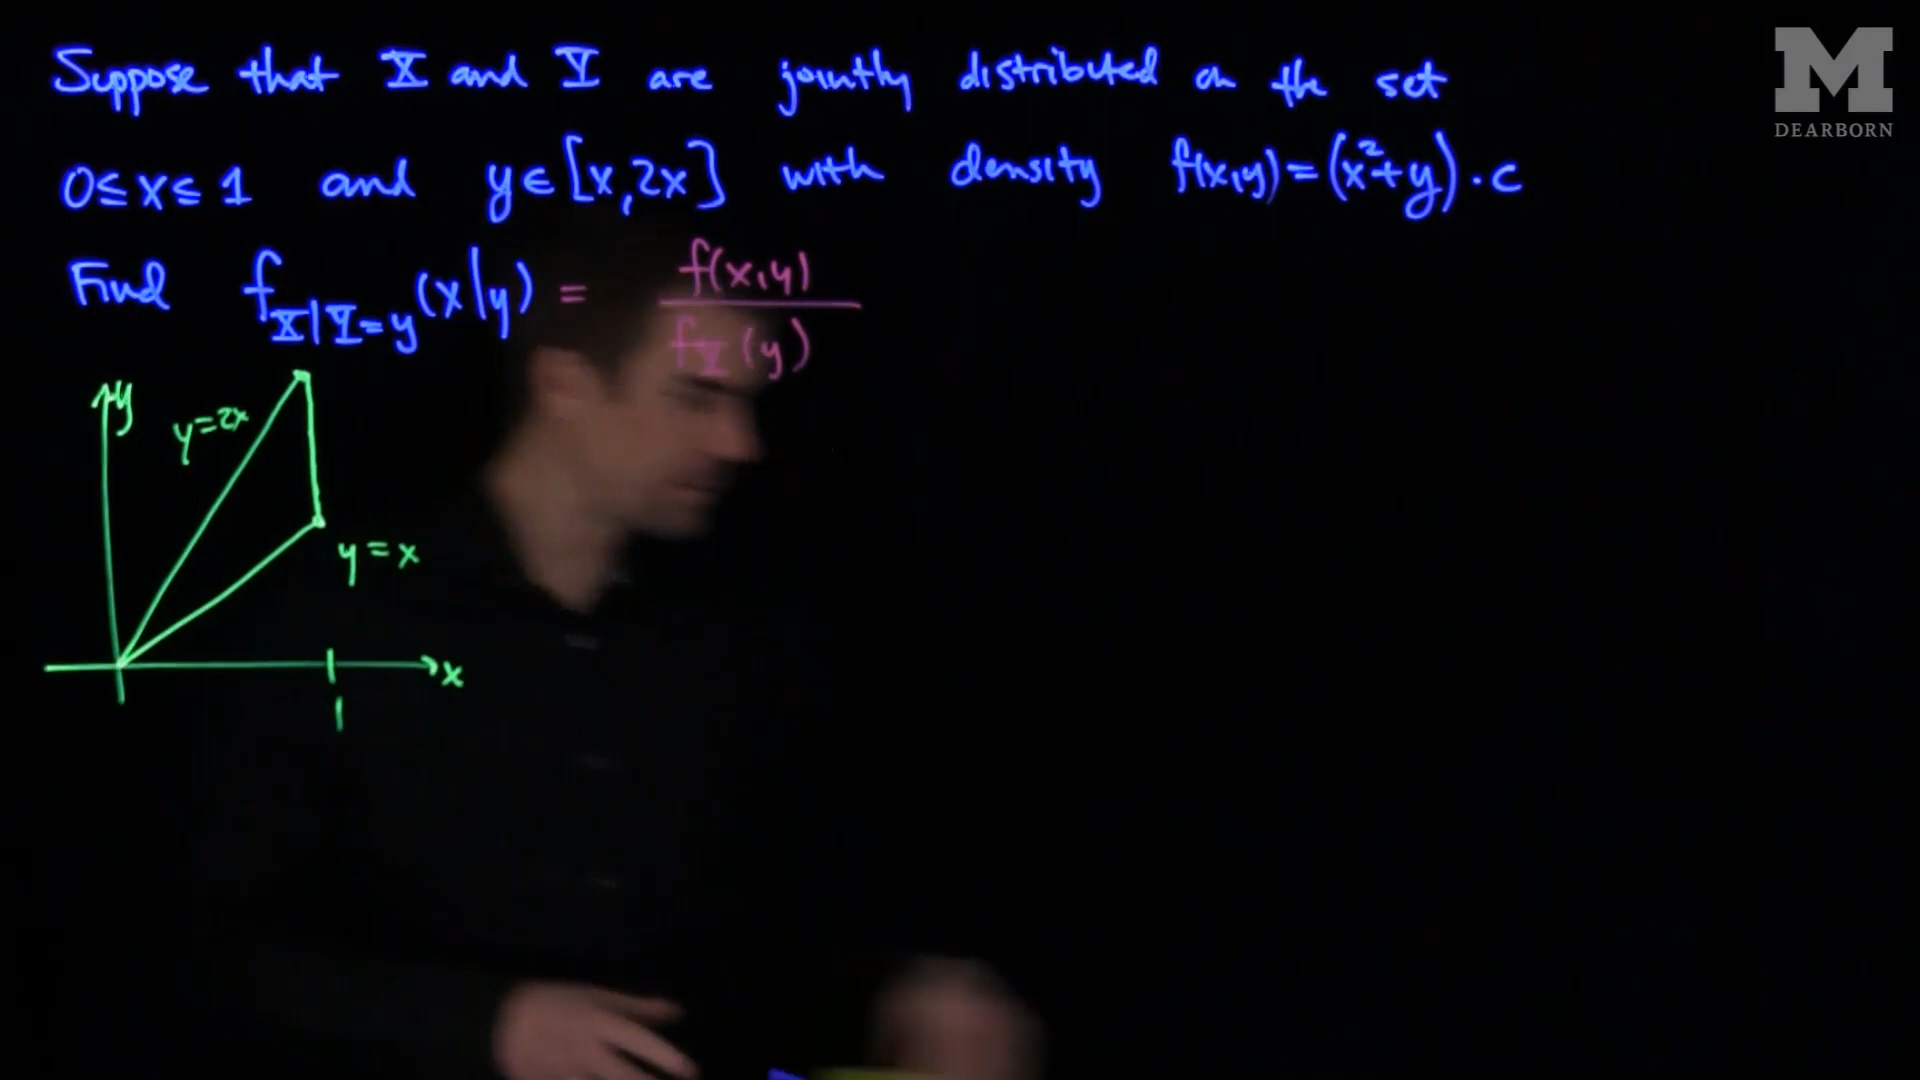 Suppose that X and Y are jointly distributed on the set
0≤x≤1 and y∈[x,2x] with density f(x,y)=(x²+y)·c
Find f_{X|Y=y}(x|y) = f(x,y) / f_Y(y)
y
y=2x
y=x
x
1
M
DEARBORN